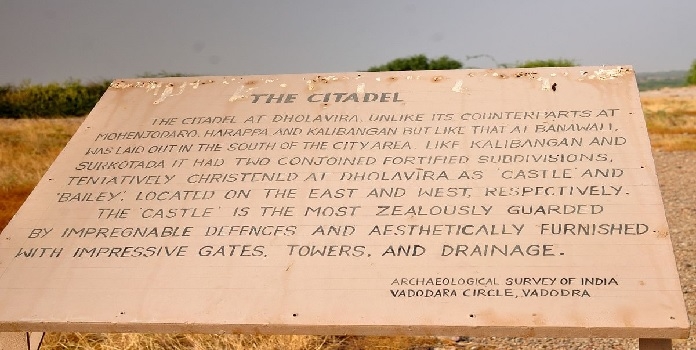 THE CITADEL
THE CITADEL AT DHOLAVIRA, UNLIKE ITS COUNTERPARTS AT
MOHENJODARO, HARAPPA AND KALIBANGAN BUT LIKE THAT AT BANAWALI,
WAS LAID OUT IN THE SOUTH OF THE CITY AREA. LIKE KALIBANGAN AND
SURKOTADA IT HAD TWO CONJOINED FORTIFIED SUBDIVISIONS,
TENTATIVELY CHRISTENED AT DHOLAVIRA AS 'CASTLE' AND
'BAILEY', LOCATED ON THE EAST AND WEST, RESPECTIVELY.
THE 'CASTLE' IS THE MOST ZEALOUSLY GUARDED
BY IMPREGNABLE DEFENCES AND AESTHETICALLY FURNISHED
WITH IMPRESSIVE GATES, TOWERS, AND DRAINAGE.
ARCHAEOLOGICAL SURVEY OF INDIA
VADODARA CIRCLE, VADODRA